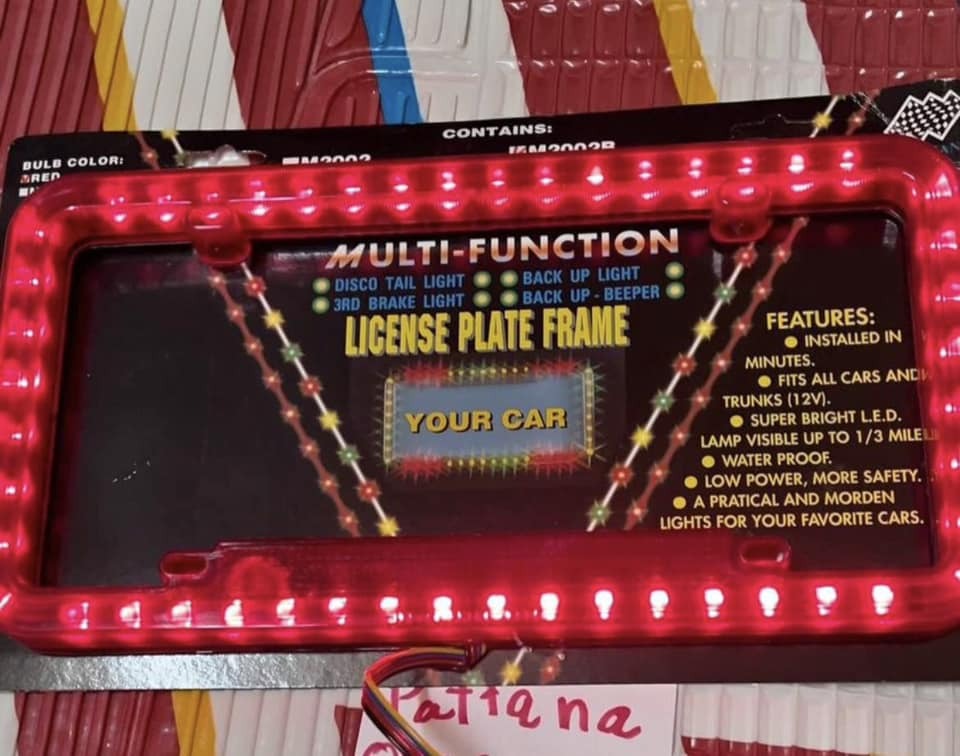 CONTAINS:
BULB COLOR:
RED
M2002
M2002B
MULTI-FUNCTION
DISCO TAIL LIGHT
BACK UP LIGHT
3RD BRAKE LIGHT
BACK UP - BEEPER
LICENSE PLATE FRAME
YOUR CAR
FEATURES:
INSTALLED IN
MINUTES.
FITS ALL CARS AND
TRUNKS (12V).
SUPER BRIGHT L.E.D.
LAMP VISIBLE UP TO 1/3 MILE
WATER PROOF.
LOW POWER, MORE SAFETY.
A PRATICAL AND MORDEN
LIGHTS FOR YOUR FAVORITE CARS.